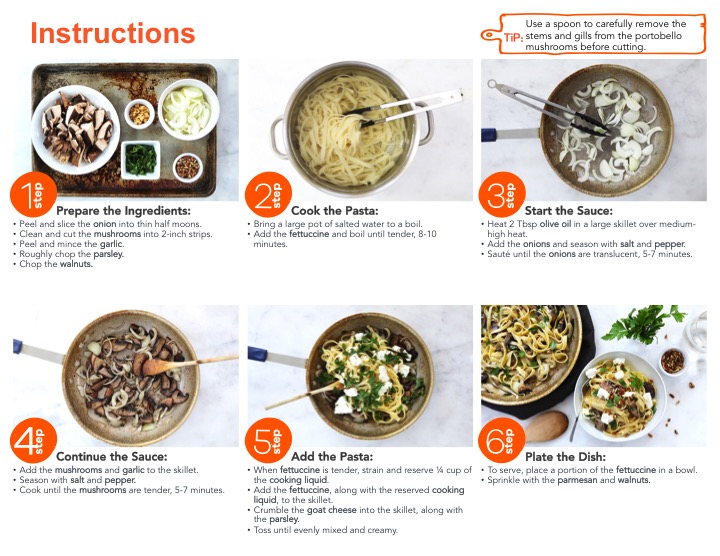 Instructions
TiP: Use a spoon to carefully remove the
stems and gills from the portobello
mushrooms before cutting.
1 step
Prepare the Ingredients:
• Peel and slice the onion into thin half moons.
• Clean and cut the mushrooms into 2-inch strips.
• Peel and mince the garlic.
• Roughly chop the parsley.
• Chop the walnuts.
2 step
Cook the Pasta:
• Bring a large pot of salted water to a boil.
• Add the fettuccine and boil until tender, 8-10
minutes.
3 step
Start the Sauce:
• Heat 2 Tbsp olive oil in a large skillet over medium-
high heat.
• Add the onions and season with salt and pepper.
• Sauté until the onions are translucent, 5-7 minutes.
4 step
Continue the Sauce:
• Add the mushrooms and garlic to the skillet.
• Season with salt and pepper.
• Cook until the mushrooms are tender, 5-7 minutes.
5 step
Add the Pasta:
• When fettuccine is tender, strain and reserve ¼ cup of
the cooking liquid.
• Add the fettuccine, along with the reserved cooking
liquid, to the skillet.
• Crumble the goat cheese into the skillet, along with
the parsley.
• Toss until evenly mixed and creamy.
6 step
Plate the Dish:
• To serve, place a portion of the fettuccine in a bowl.
• Sprinkle with the parmesan and walnuts.